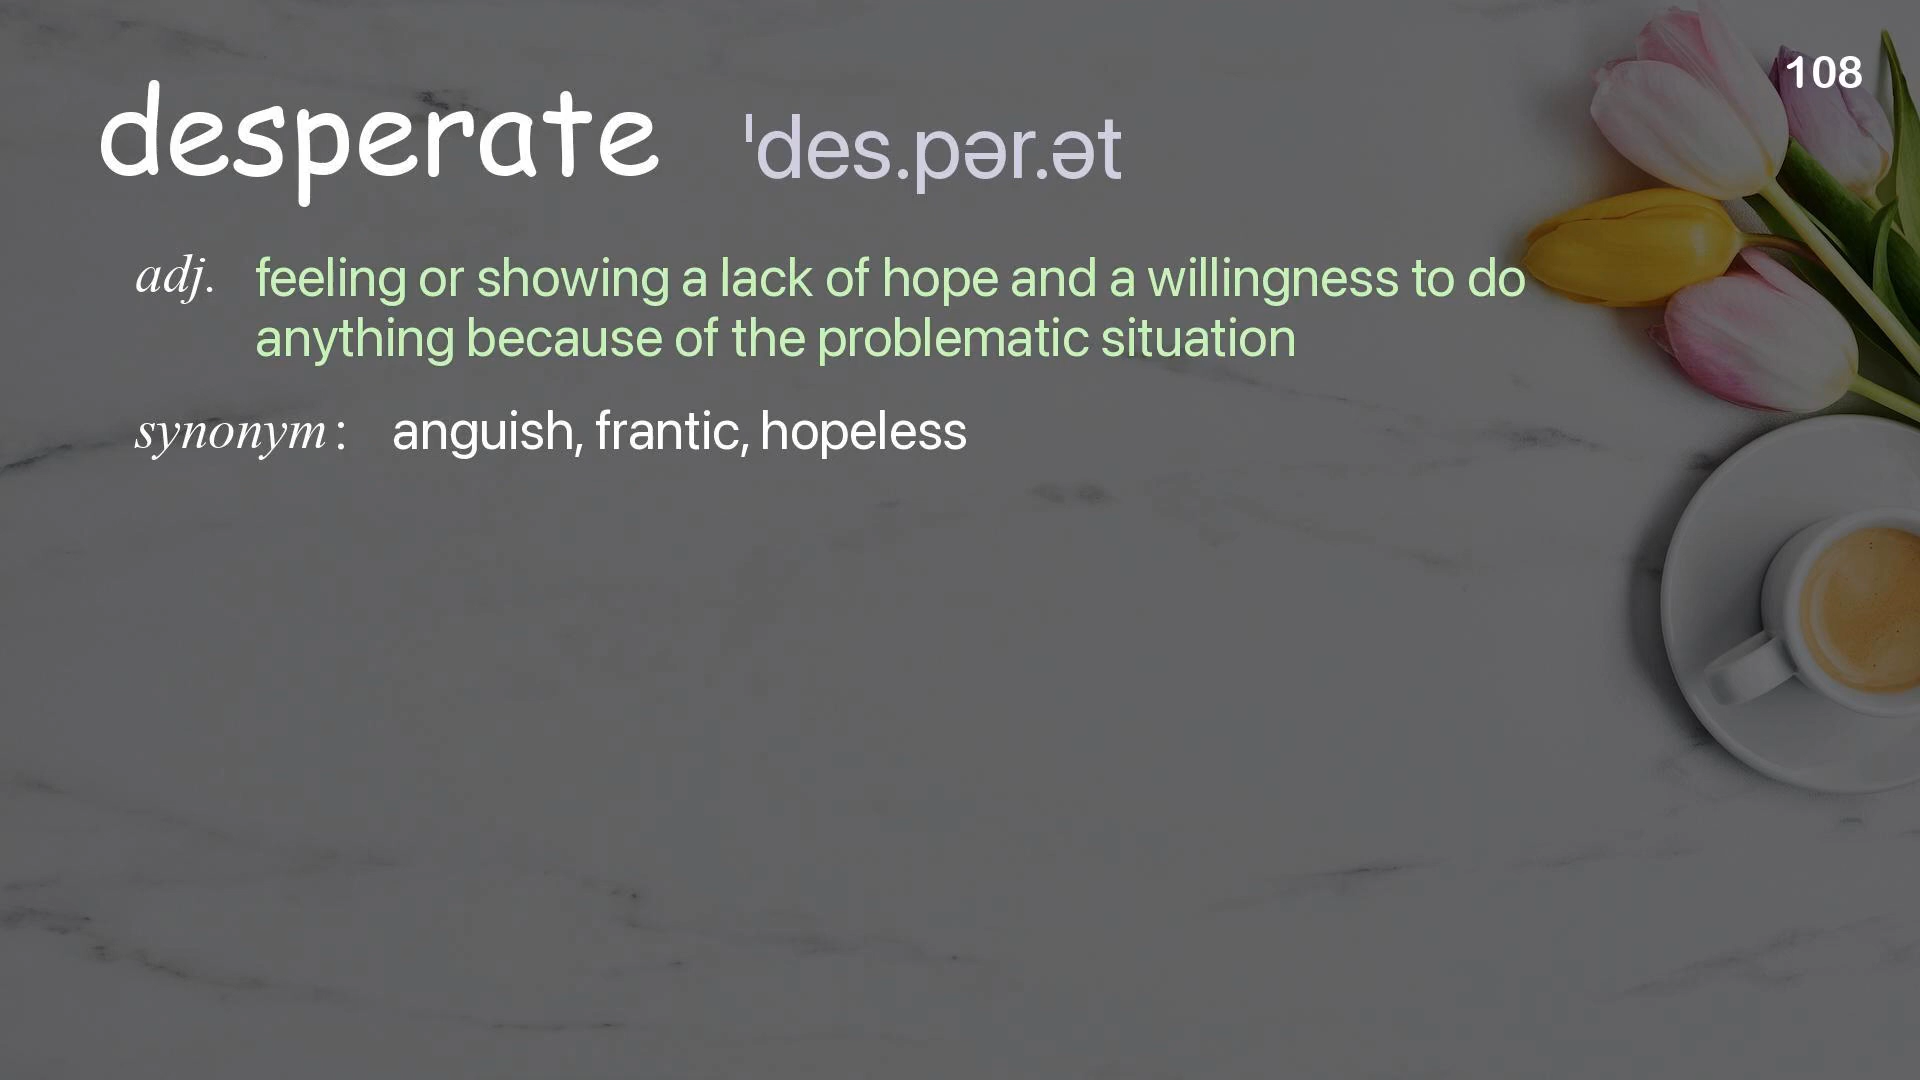 108
desperate ˈdes.pər.ət
adj. feeling or showing a lack of hope and a willingness to do
anything because of the problematic situation
synonym : anguish, frantic, hopeless